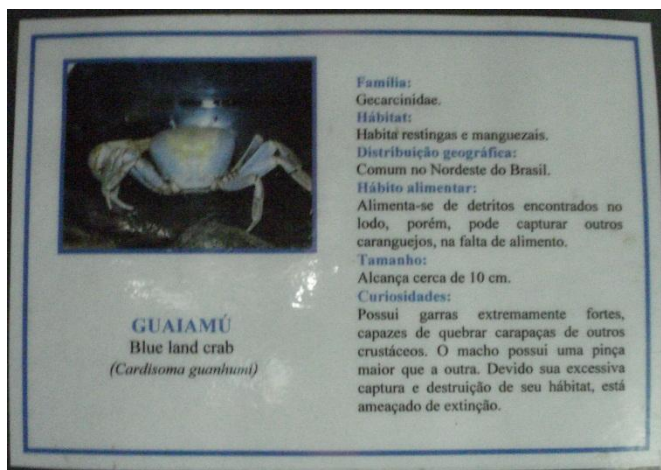 GUAIAMÚ
Blue land crab
(Cardisoma guanhumi)
Família:
Gecarcinidae.
Hábitat:
Habita restingas e manguezais.
Distribuição geográfica:
Comum no Nordeste do Brasil.
Hábito alimentar:
Alimenta-se de detritos encontrados no
lodo, porém, pode capturar outros
caranguejos, na falta de alimento.
Tamanho:
Alcança cerca de 10 cm.
Curiosidades:
Possui garras extremamente fortes,
capazes de quebrar carapaças de outros
crustáceos. O macho possui uma pinça
maior que a outra. Devido sua excessiva
captura e destruição de seu hábitat, está
ameaçado de extinção.